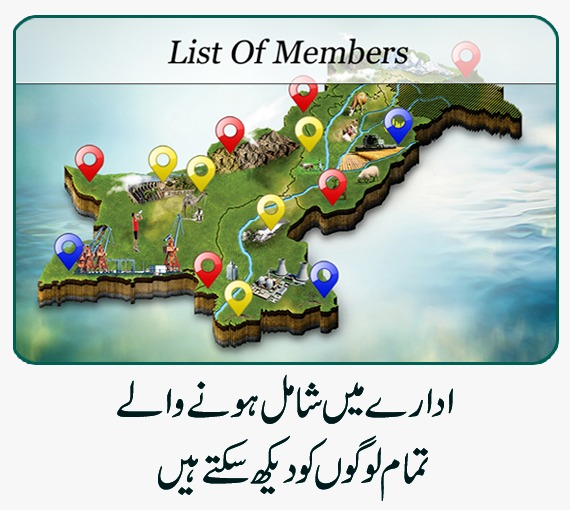 List Of Members
ادارے میں شامل ہونے والے
تمام لوگوں کو دیکھ سکتے ہیں